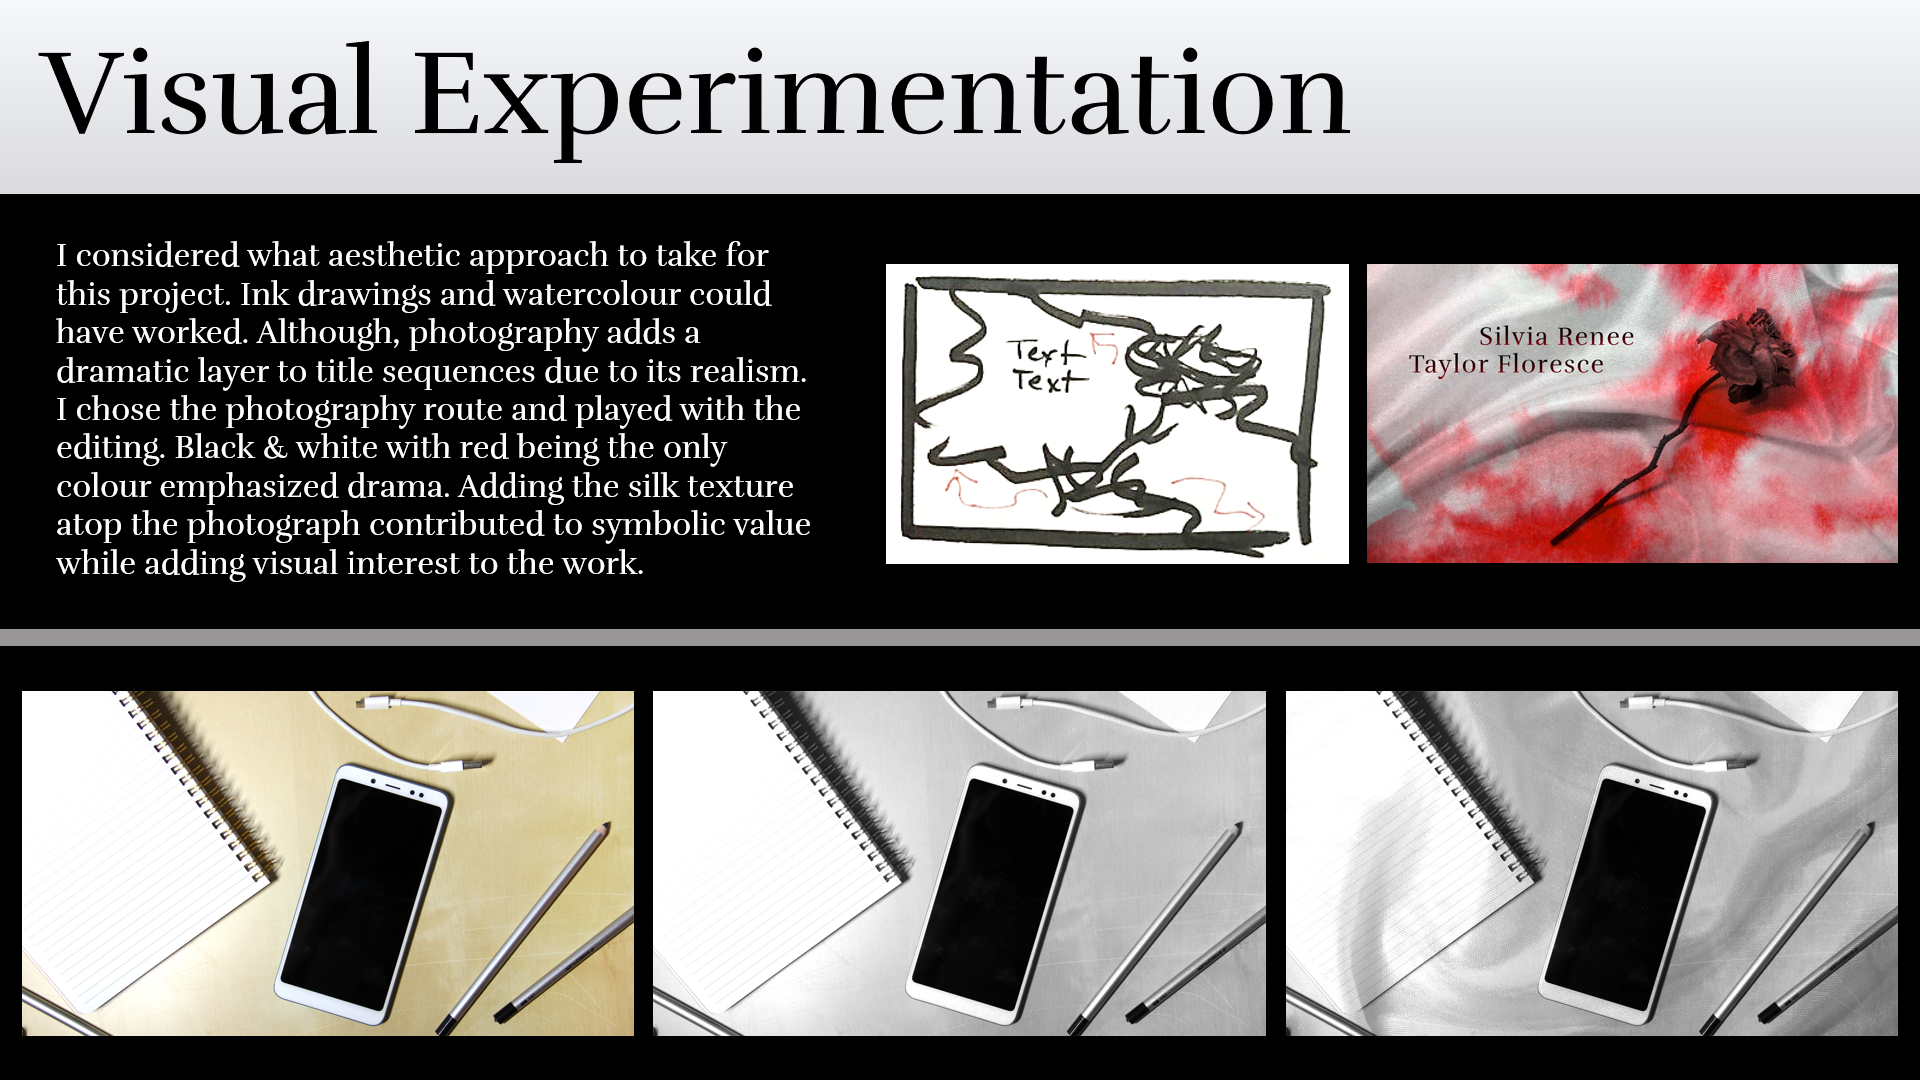 Visual Experimentation
I considered what aesthetic approach to take for
this project. Ink drawings and watercolour could
have worked. Although, photography adds a
dramatic layer to title sequences due to its realism.
I chose the photography route and played with the
editing. Black & white with red being the only
colour emphasized drama. Adding the silk texture
atop the photograph contributed to symbolic value
while adding visual interest to the work.
Text
Text
Silvia Renee
Taylor Floresce